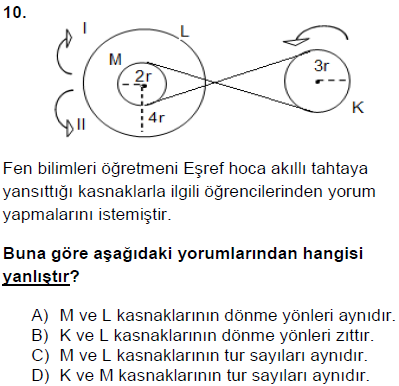 10.
I
L
M
2r
3r
4r
K
II
Fen bilimleri öğretmeni Eşref hoca akıllı tahtaya
yansıttığı kasnaklarla ilgili öğrencilerinden yorum
yapmalarını istemiştir.
Buna göre aşağıdaki yorumlarından hangisi
yanlıştır?
A) M ve L kasnaklarının dönme yönleri aynıdır.
B) K ve L kasnaklarının dönme yönleri zıttır.
C) M ve L kasnaklarının tur sayıları aynıdır.
D) K ve M kasnaklarının tur sayıları aynıdır.